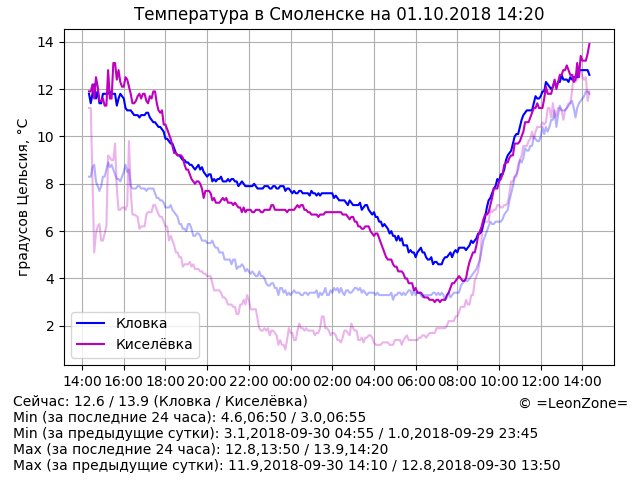 Температура в Смоленске на 01.10.2018 14:20
градусов Цельсия, °C
14
12
10
8
6
4
2
Кловка
Киселёвка
14:00 16:00 18:00 20:00 22:00 00:00 02:00 04:00 06:00 08:00 10:00 12:00 14:00
Сейчас: 12.6 / 13.9 (Кловка / Киселёвка)
© =LeonZone=
Min (за последние 24 часа): 4.6,06:50 / 3.0,06:55
Min (за предыдущие сутки): 3.1,2018-09-30 04:55 / 1.0,2018-09-29 23:45
Max (за последние 24 часа): 12.8,13:50 / 13.9,14:20
Max (за предыдущие сутки): 11.9,2018-09-30 14:10 / 12.8,2018-09-30 13:50